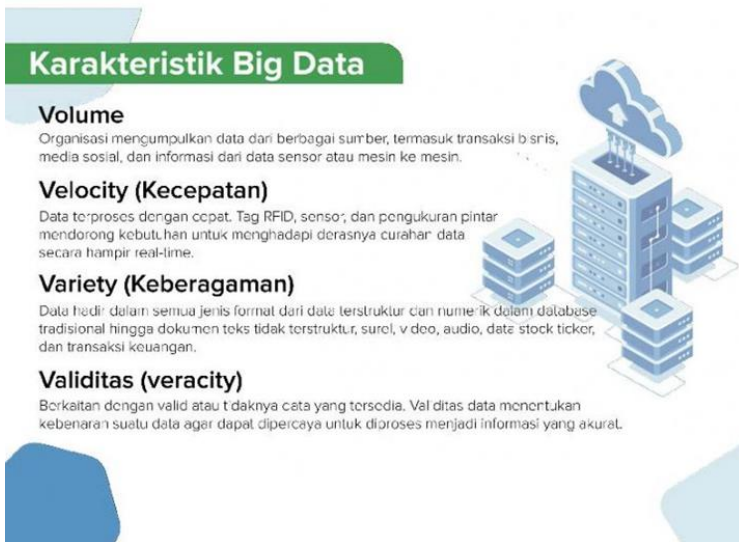 Karakteristik Big Data
Volume
Organisasi mengumpulkan data dari berbagai sumber, termasuk transaksi bisnis,
media sosial, dan informasi dari data sensor atau mesin ke mesin.
Velocity (Kecepatan)
Data terproses dengan cepat. Tag RFID, sensor, dan pengukuran pintar
mendorong kebutuhan untuk menghadapi derasnya curahan data
secara hampir real-time.
Variety (Keberagaman)
Data hadir dalam semua jenis format dari data terstruktur dan numerik dalam database
tradisional hingga dokumen teks tidak terstruktur, surel, video, audio, data stock ticker,
dan transaksi keuangan.
Validitas (veracity)
Berkaitan dengan valid atau tidaknya data yang tersedia. Validitas data menentukan
kebenaran suatu data agar dapat dipercaya untuk diproses menjadi informasi yang akurat.